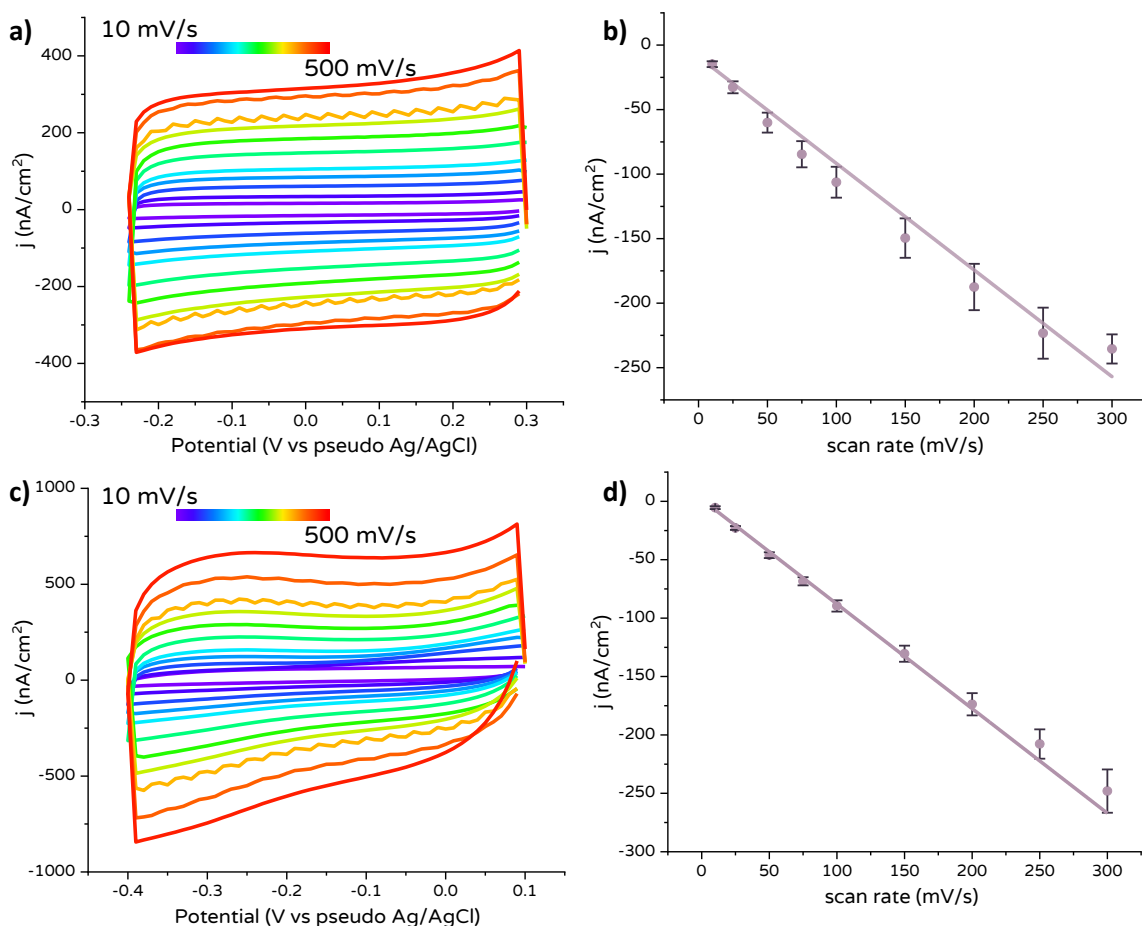 a)
10 mV/s
500 mV/s
400
200
0
-200
-400
j (nA/cm²)
-0.3 -0.2 -0.1 0.0 0.1 0.2 0.3
Potential (V vs pseudo Ag/AgCl)
b)
0
-50
-100
-150
-200
-250
j (nA/cm²)
0 50 100 150 200 250 300
scan rate (mV/s)
c)
10 mV/s
500 mV/s
1000
500
0
-500
-1000
j (nA/cm²)
-0.4 -0.3 -0.2 -0.1 0.0 0.1
Potential (V vs pseudo Ag/AgCl)
d)
0
-50
-100
-150
-200
-250
-300
j (nA/cm²)
0 50 100 150 200 250 300
scan rate (mV/s)